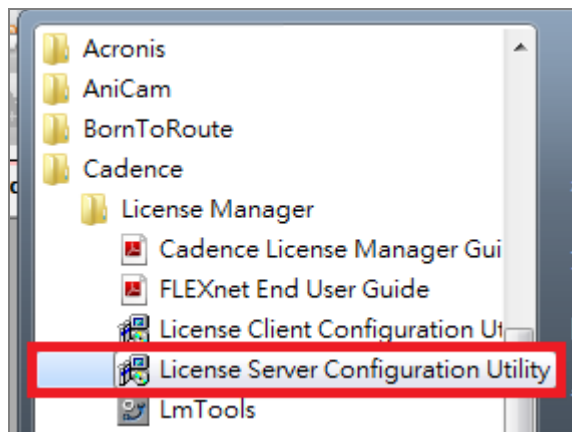 Acronis
AniCam
BornToRoute
Cadence
License Manager
Cadence License Manager Gui
FLEXnet End User Guide
License Client Configuration Ut
License Server Configuration Utility
LmTools